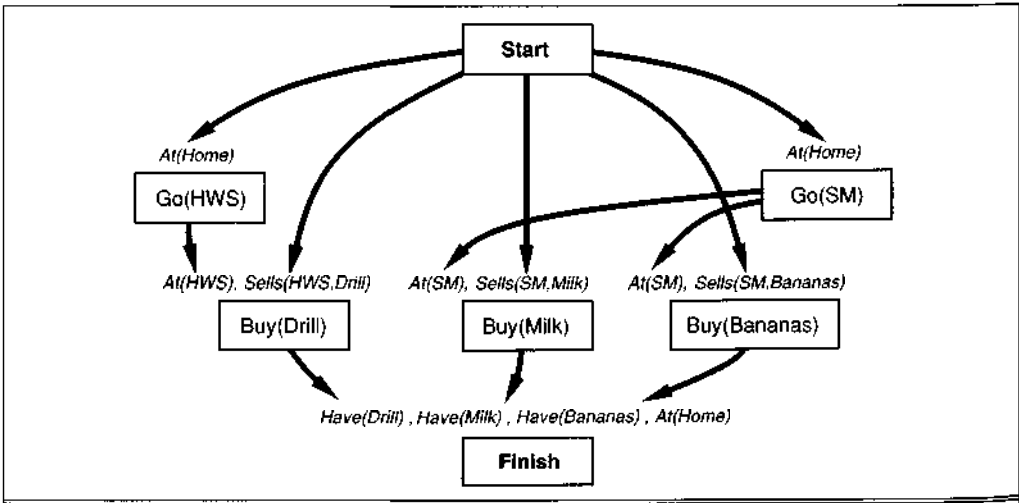 Start
At(Home) At(Home)
Go(HWS) Go(SM)
At(HWS), Sells(HWS,Drill) At(SM), Sells(SM,Milk) At(SM), Sells(SM,Bananas)
Buy(Drill) Buy(Milk) Buy(Bananas)
Have(Drill) , Have(Milk) , Have(Bananas) , At(Home)
Finish